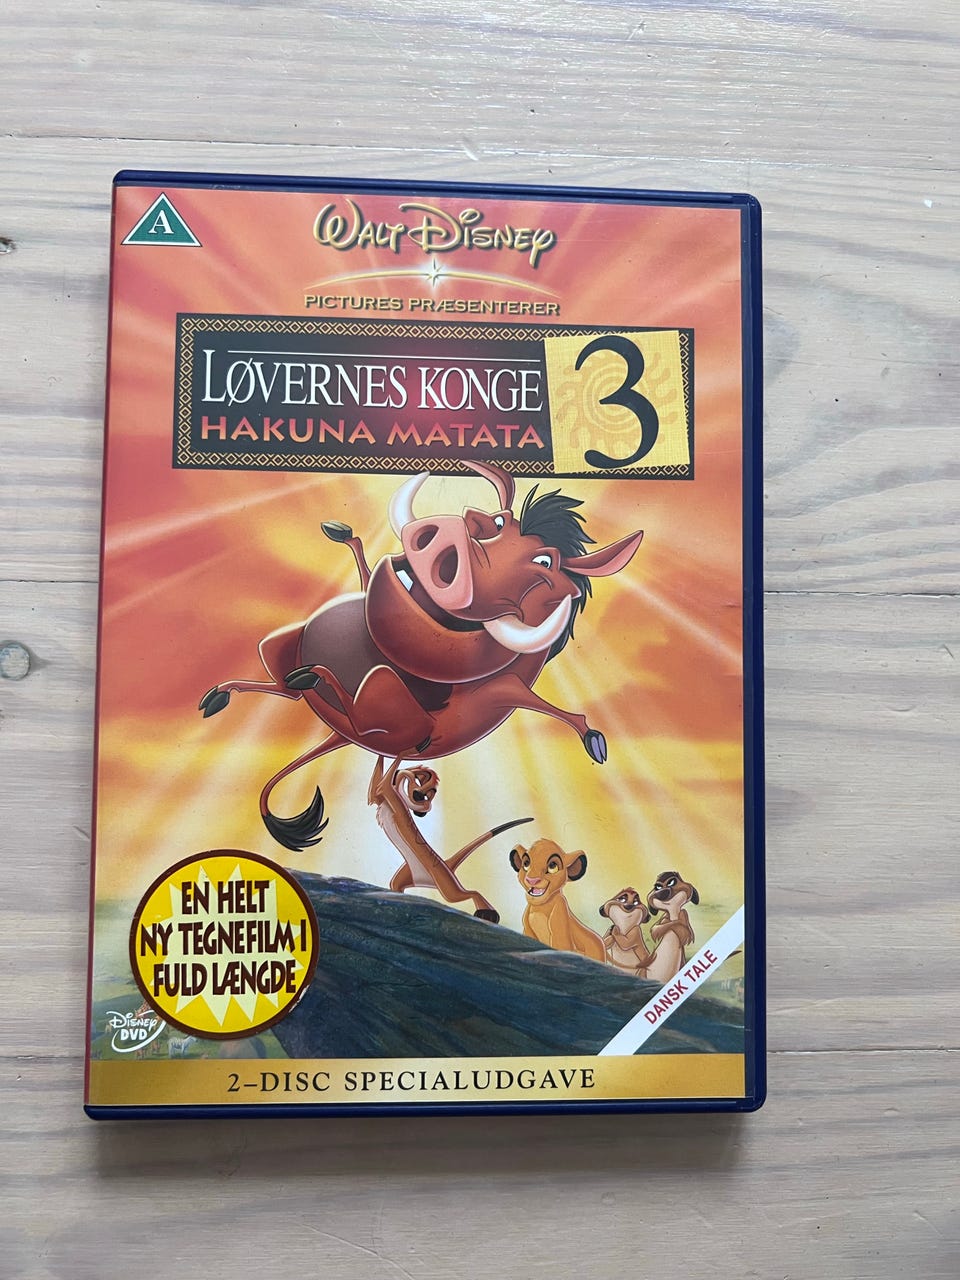 A
WALT DISNEY
PICTURES PRÆSENTERER
LØVERNES KONGE
3
HAKUNA MATATA
EN HELT
NY TEGNEFILM I
FULD LÆNGDE
DANSK TALE
DISNEY
DVD
2-DISC SPECIALUDGAVE